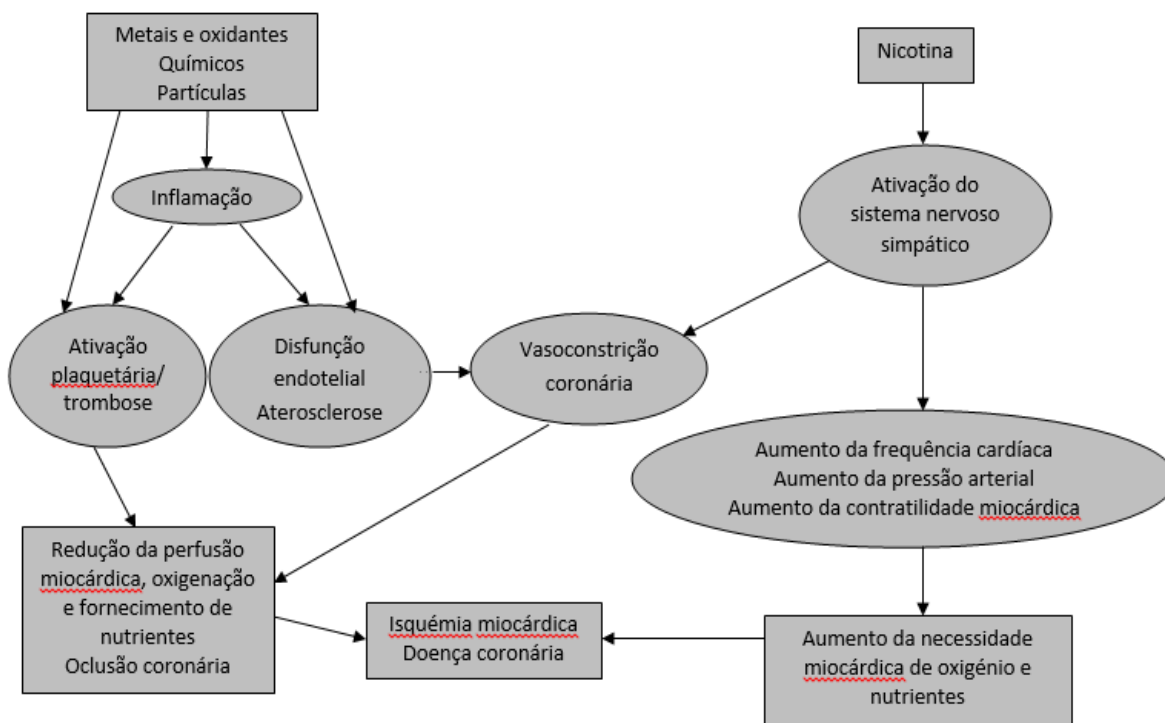 Metais e oxidantes
Químicos
Partículas
Nicotina
Inflamação
Ativação do
sistema nervoso
simpático
Ativação
plaquetária/
trombose
Disfunção
endotelial
Aterosclerose
Vasoconstrição
coronária
Aumento da frequência cardíaca
Aumento da pressão arterial
Aumento da contratilidade miocárdica
Redução da perfusão
miocárdica, oxigenação
e fornecimento de
nutrientes
Oclusão coronária
Isquémia miocárdica
Doença coronária
Aumento da necessidade
miocárdica de oxigénio e
nutrientes